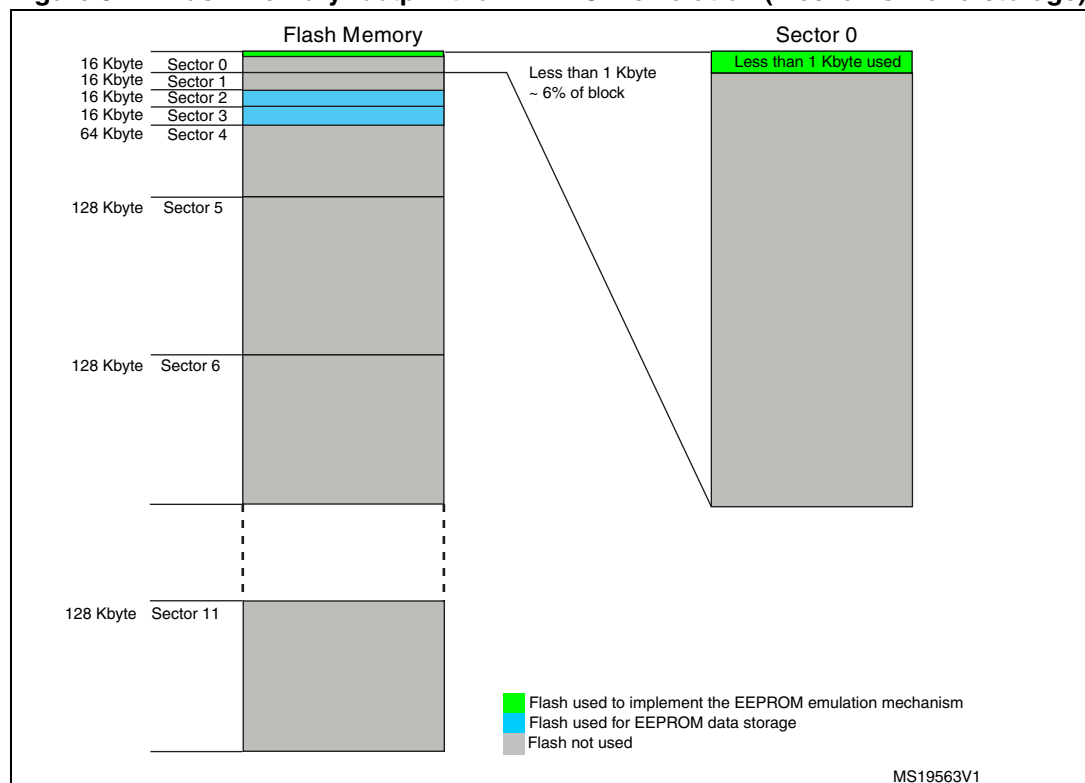 Flash Memory
Sector 0
16 Kbyte Sector 0
16 Kbyte Sector 1
16 Kbyte Sector 2
16 Kbyte Sector 3
64 Kbyte Sector 4
Less than 1 Kbyte
~ 6% of block
Less than 1 Kbyte used
128 Kbyte Sector 5
128 Kbyte Sector 6
128 Kbyte Sector 11
Flash used to implement the EEPROM emulation mechanism
Flash used for EEPROM data storage
Flash not used
MS19563V1